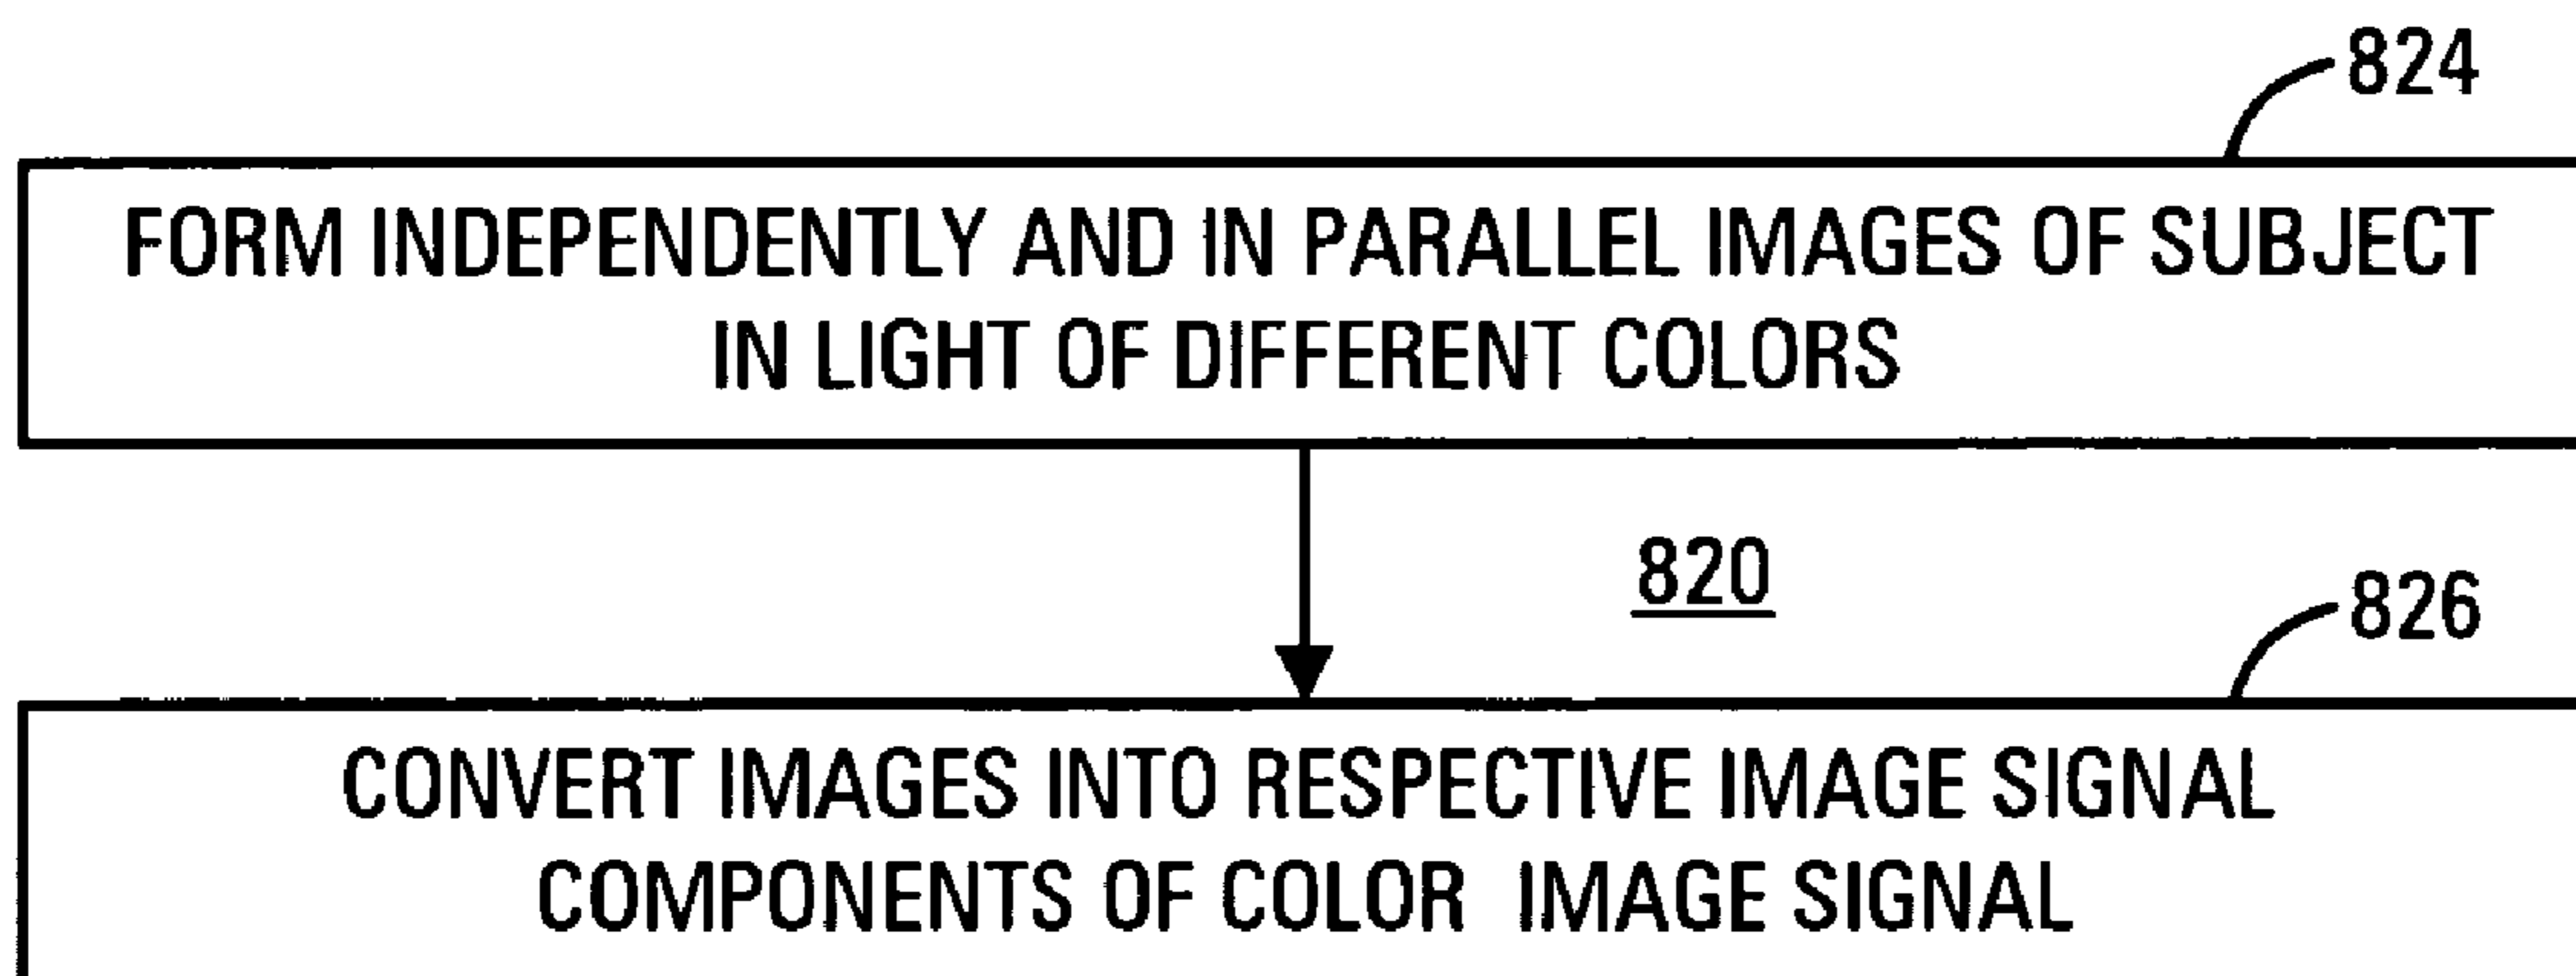 824
FORM INDEPENDENTLY AND IN PARALLEL IMAGES OF SUBJECT
IN LIGHT OF DIFFERENT COLORS
820
826
CONVERT IMAGES INTO RESPECTIVE IMAGE SIGNAL
COMPONENTS OF COLOR IMAGE SIGNAL